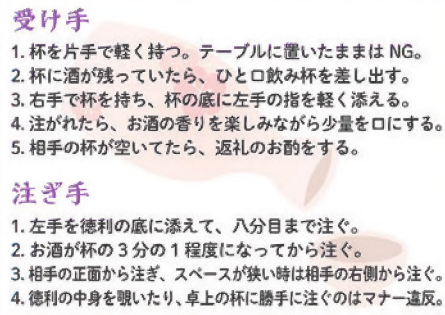 受け手
1. 杯を片手で軽く持つ。テーブルに置いたままは NG。
2. 杯に酒が残っていたら、ひと口飲み杯を差し出す。
3. 右手で杯を持ち、杯の底に左手の指を軽く添える。
4. 注がれたら、お酒の香りを楽しみながら少量を口にする。
5. 相手の杯が空いてたら、返礼のお酌をする。
注ぎ手
1. 左手を徳利の底に添えて、八分目まで注ぐ。
2. お酒が杯の 3 分の 1 程度になってから注ぐ。
3. 相手の正面から注ぎ、スペースが狭い時は相手の右側から注ぐ。
4. 徳利の中身を覗いたり、卓上の杯に勝手に注ぐのはマナー違反。